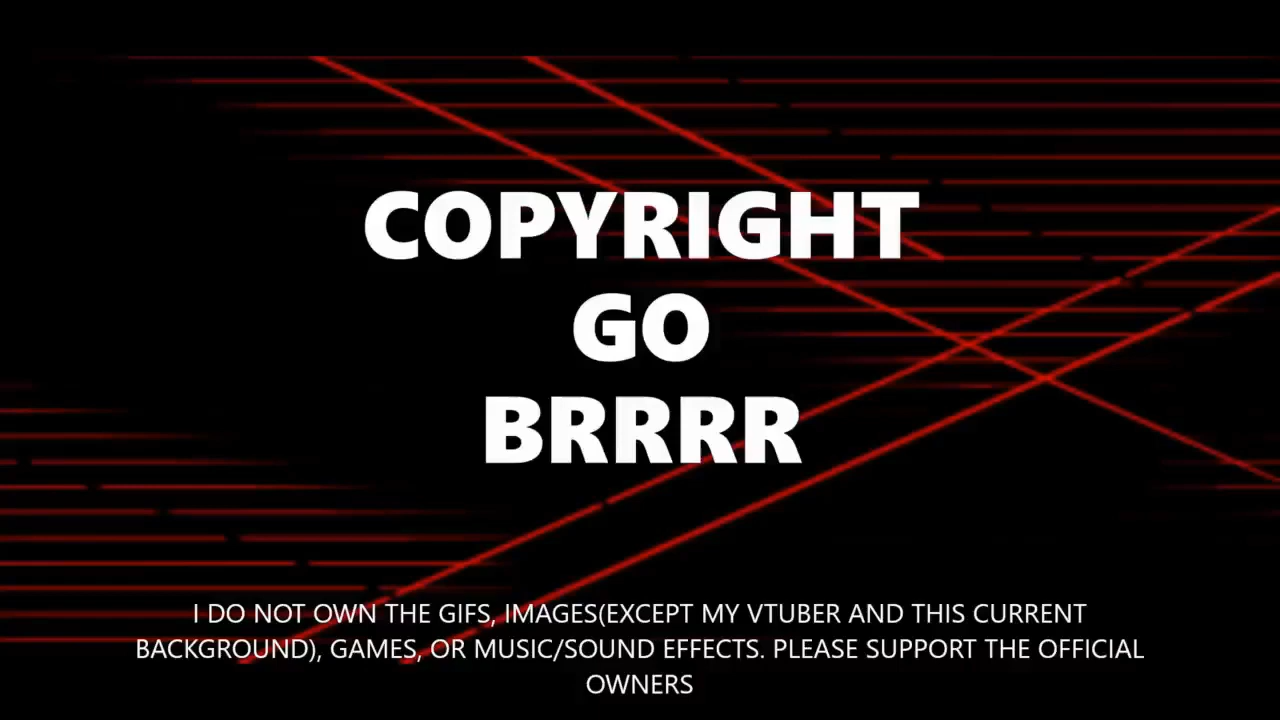 COPYRIGHT
GO
BRRRR
I DO NOT OWN THE GIFS, IMAGES(EXCEPT MY VTUBER AND THIS CURRENT
BACKGROUND), GAMES, OR MUSIC/SOUND EFFECTS. PLEASE SUPPORT THE OFFICIAL
OWNERS